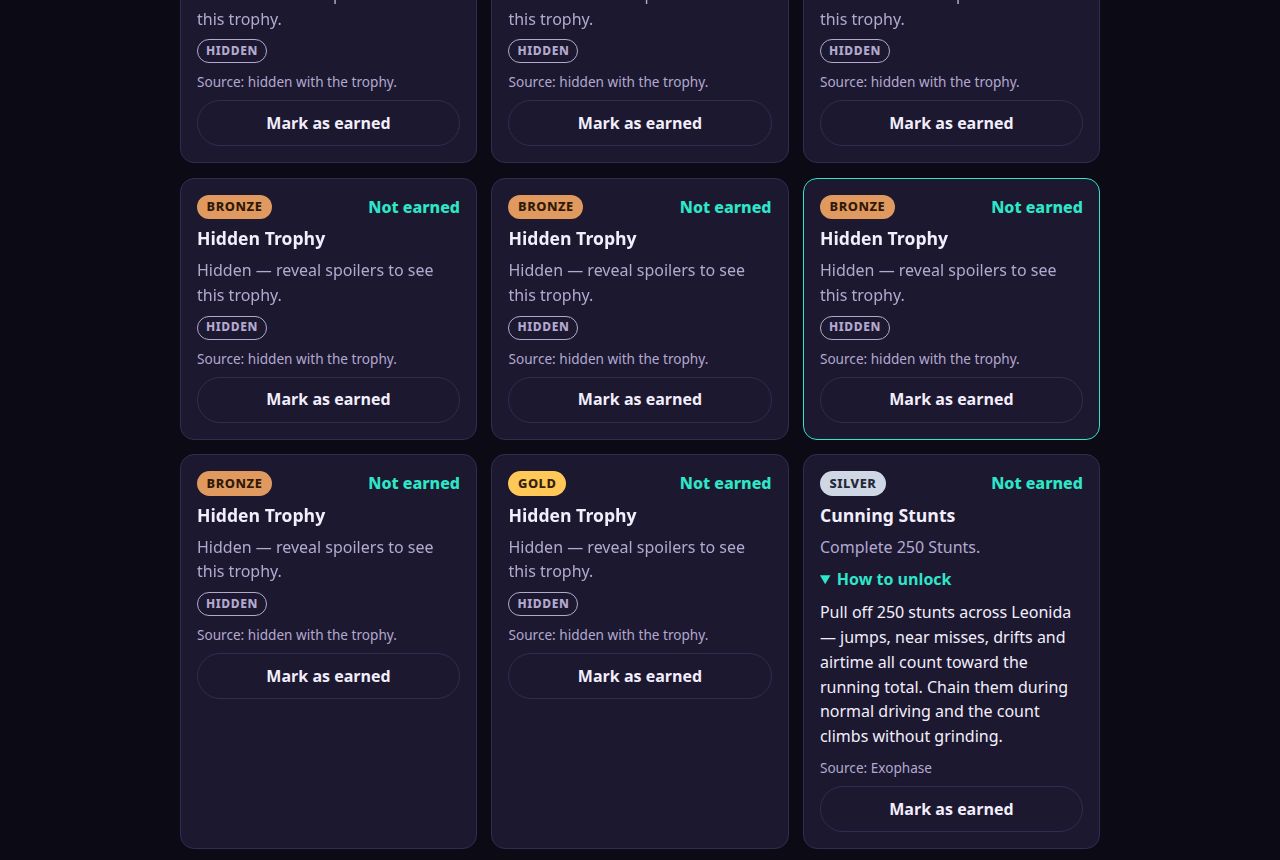 this trophy.
HIDDEN
Source: hidden with the trophy.
Mark as earned
this trophy.
HIDDEN
Source: hidden with the trophy.
Mark as earned
this trophy.
HIDDEN
Source: hidden with the trophy.
Mark as earned
BRONZE
Not earned
Hidden Trophy
Hidden — reveal spoilers to see
this trophy.
HIDDEN
Source: hidden with the trophy.
Mark as earned
BRONZE
Not earned
Hidden Trophy
Hidden — reveal spoilers to see
this trophy.
HIDDEN
Source: hidden with the trophy.
Mark as earned
BRONZE
Not earned
Hidden Trophy
Hidden — reveal spoilers to see
this trophy.
HIDDEN
Source: hidden with the trophy.
Mark as earned
BRONZE
Not earned
Hidden Trophy
Hidden — reveal spoilers to see
this trophy.
HIDDEN
Source: hidden with the trophy.
Mark as earned
GOLD
Not earned
Hidden Trophy
Hidden — reveal spoilers to see
this trophy.
HIDDEN
Source: hidden with the trophy.
Mark as earned
SILVER
Not earned
Cunning Stunts
Complete 250 Stunts.
▼ How to unlock
Pull off 250 stunts across Leonida
— jumps, near misses, drifts and
airtime all count toward the
running total. Chain them during
normal driving and the count
climbs without grinding.
Source: Exophase
Mark as earned